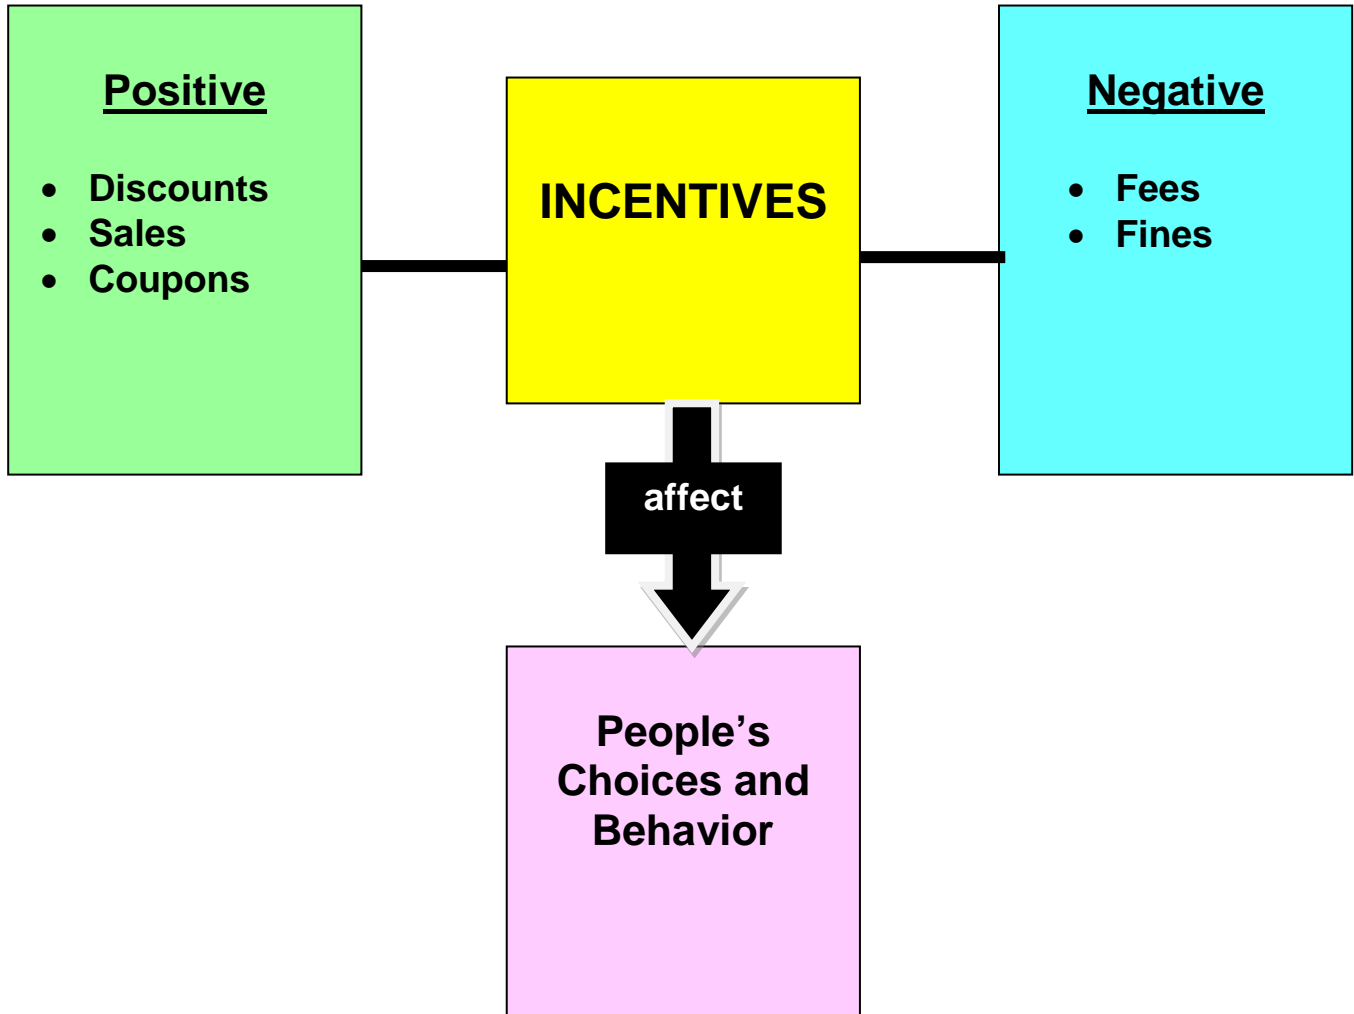 Positive
• Discounts
• Sales
• Coupons
INCENTIVES
Negative
• Fees
• Fines
affect
People’s
Choices and
Behavior